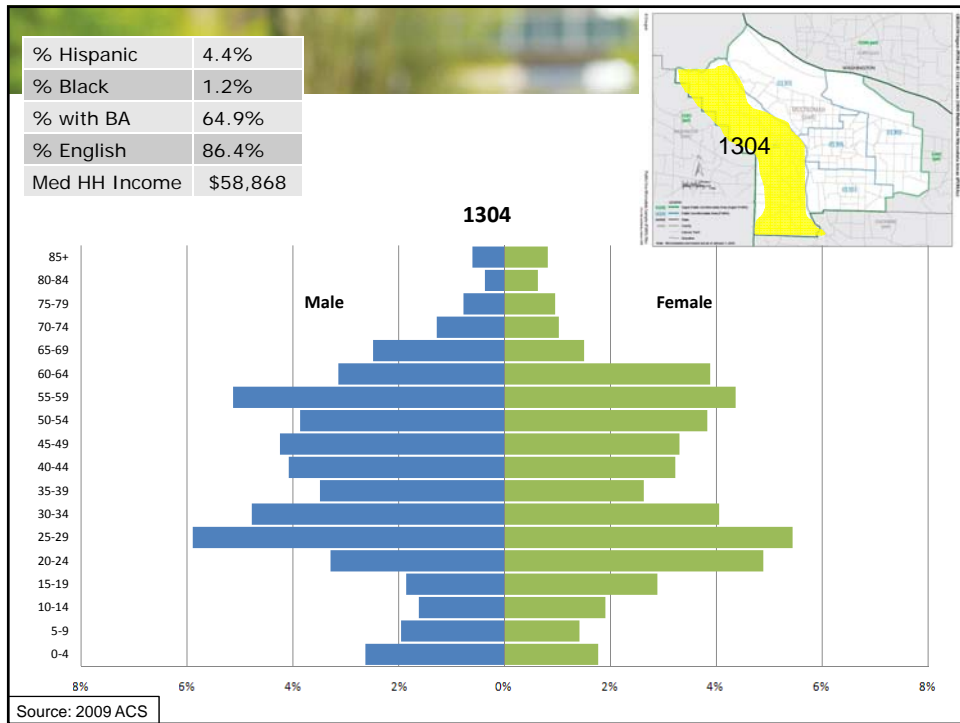 % Hispanic 4.4%
% Black 1.2%
% with BA 64.9%
% English 86.4%
Med HH Income $58,868
WASHINGTON
1304
1304
Male
Female
85+
80-84
75-79
70-74
65-69
60-64
55-59
50-54
45-49
40-44
35-39
30-34
25-29
20-24
15-19
10-14
5-9
0-4
8% 6% 4% 2% 0% 2% 4% 6% 8%
Source: 2009 ACS